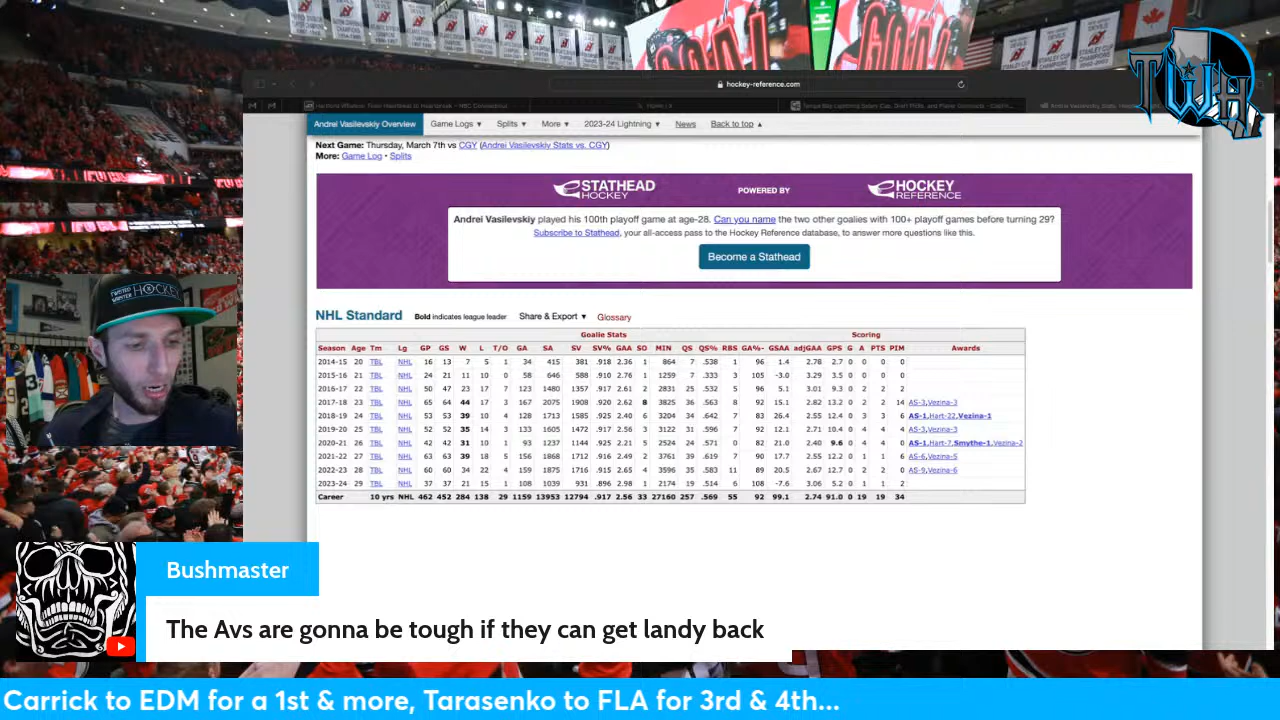 GOAL
GOAL
TWH
hockey-reference.com
Andrei Vasilevskiy Overview Game Logs ▼ Splits ▼ More ▼ 2023-24 Lightning ▼ News Back to top ▲
Next Game: Thursday, March 7th vs CGY (Andrei Vasilevskiy Stats vs. CGY)
More: Game Log • Splits
STATHEAD HOCKEY POWERED BY HOCKEY REFERENCE
Andrei Vasilevskiy played his 100th playoff game at age-28. Can you name the two other goalies with 100+ playoff games before turning 29?
Subscribe to Stathead, your all-access pass to the Hockey Reference database, to answer more questions like this.
Become a Stathead
NHL Standard Bold indicates league leader Share & Export ▼ Glossary
Goalie Stats Scoring
Season Age Tm Lg GP GS W L T/O GA SA SV SV% GAA SO MIN QS QS% RBS GA%- GSAA adjGAA GPS G A PTS PIM Awards
2014-15 20 TBL NHL 16 13 7 5 1 34 415 381 .918 2.36 1 864 7 .538 1 96 1.4 2.78 2.7 0 0 0 0
2015-16 21 TBL NHL 24 21 11 10 0 58 646 588 .910 2.76 1 1259 7 .333 3 105 -3.0 3.29 3.5 0 0 0 0
2016-17 22 TBL NHL 50 47 23 17 7 123 1480 1357 .917 2.61 2 2831 25 .532 5 96 5.1 3.01 9.3 0 2 2 2
2017-18 23 TBL NHL 65 64 44 17 3 167 2075 1908 .920 2.62 8 3825 36 .563 8 92 15.1 2.82 13.2 0 2 2 14 AS-3,Vezina-3
2018-19 24 TBL NHL 53 53 39 10 4 128 1713 1585 .925 2.40 6 3204 34 .642 7 83 26.4 2.55 12.4 0 3 3 6 AS-1,Hart-22,Vezina-1
2019-20 25 TBL NHL 52 52 35 14 3 133 1605 1472 .917 2.56 3 3122 31 .596 7 92 12.1 2.71 10.4 0 4 4 4 AS-3,Vezina-3
2020-21 26 TBL NHL 42 42 31 10 1 93 1237 1144 .925 2.21 5 2524 24 .571 0 82 21.0 2.40 9.6 0 4 4 0 AS-1,Hart-7,Smythe-1,Vezina-2
2021-22 27 TBL NHL 63 63 39 18 5 156 1868 1712 .916 2.49 2 3761 39 .619 7 90 17.7 2.55 12.2 0 1 1 6 AS-6,Vezina-5
2022-23 28 TBL NHL 60 60 34 22 4 159 1875 1716 .915 2.65 4 3596 35 .583 11 89 20.5 2.67 12.7 0 2 2 0 AS-9,Vezina-6
2023-24 29 TBL NHL 37 37 21 15 1 108 1039 931 .896 2.98 1 2174 19 .514 6 108 -7.6 3.06 5.2 0 1 1 2
Career 10 yrs NHL 462 452 284 138 29 1159 13953 12794 .917 2.56 33 27160 257 .569 55 92 99.1 2.74 91.0 0 19 19 34
HOCKEY
Bushmaster
The Avs are gonna be tough if they can get landy back
Carrick to EDM for a 1st & more, Tarasenko to FLA for 3rd & 4th...